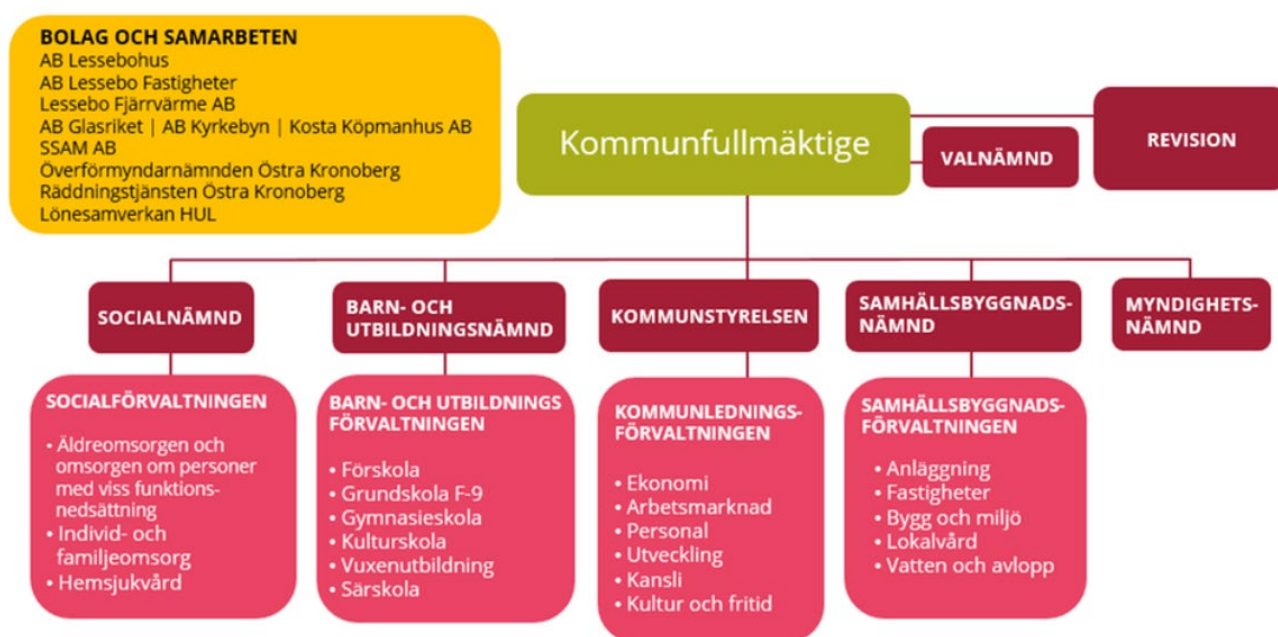 BOLAG OCH SAMARBETEN
AB Lessebohus
AB Lessebo Fastigheter
Lessebo Fjärrvärme AB
AB Glasriket | AB Kyrkebyn | Kosta Köpmanhus AB
SSAM AB
Överförmyndarnämnden Östra Kronoberg
Räddningstjänsten Östra Kronoberg
Lönesamverkan HUL
Kommunfullmäktige
VALNÄMND
REVISION
SOCIALNÄMND
BARN- OCH
UTBILDNINGSNÄMND
KOMMUNSTYRELSEN
SAMHÄLLSBYGGNADS-
NÄMND
MYNDIGHETS-
NÄMND
SOCIALFÖRVALTNINGEN
• Äldreomsorgen och
omsorgen om personer
med viss funktions-
nedsättning
• Individ- och
familjeomsorg
• Hemsjukvård
BARN- OCH UTBILDNINGS
FÖRVALTNINGEN
• Förskola
• Grundskola F-9
• Gymnasieskola
• Kulturskola
• Vuxenutbildning
• Särskola
KOMMUNLEDNINGS-
FÖRVALTNINGEN
• Ekonomi
• Arbetsmarknad
• Personal
• Utveckling
• Kansli
• Kultur och fritid
SAMHÄLLSBYGGNADS-
FÖRVALTNINGEN
• Anläggning
• Fastigheter
• Bygg och miljö
• Lokalvård
• Vatten och avlopp